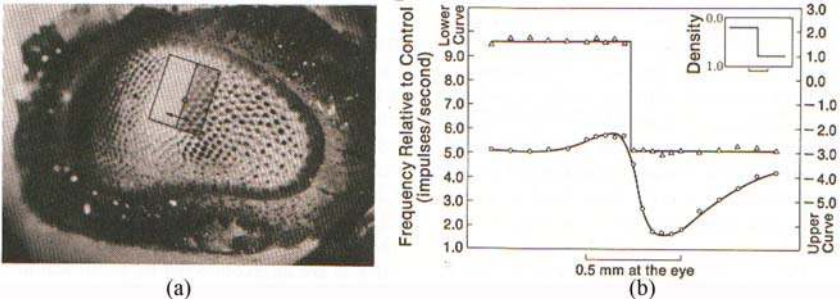 Frequency Relative to Control
(impulses/second)
Lower
Curve
9.0
8.0
7.0
6.0
5.0
4.0
3.0
2.0
1.0
Density
0.0
1.0
3.0
2.0
1.0
0.0
−1.0
−2.0
−3.0
−4.0
−5.0
Upper
Curve
0.5 mm at the eye
(a)
(b)